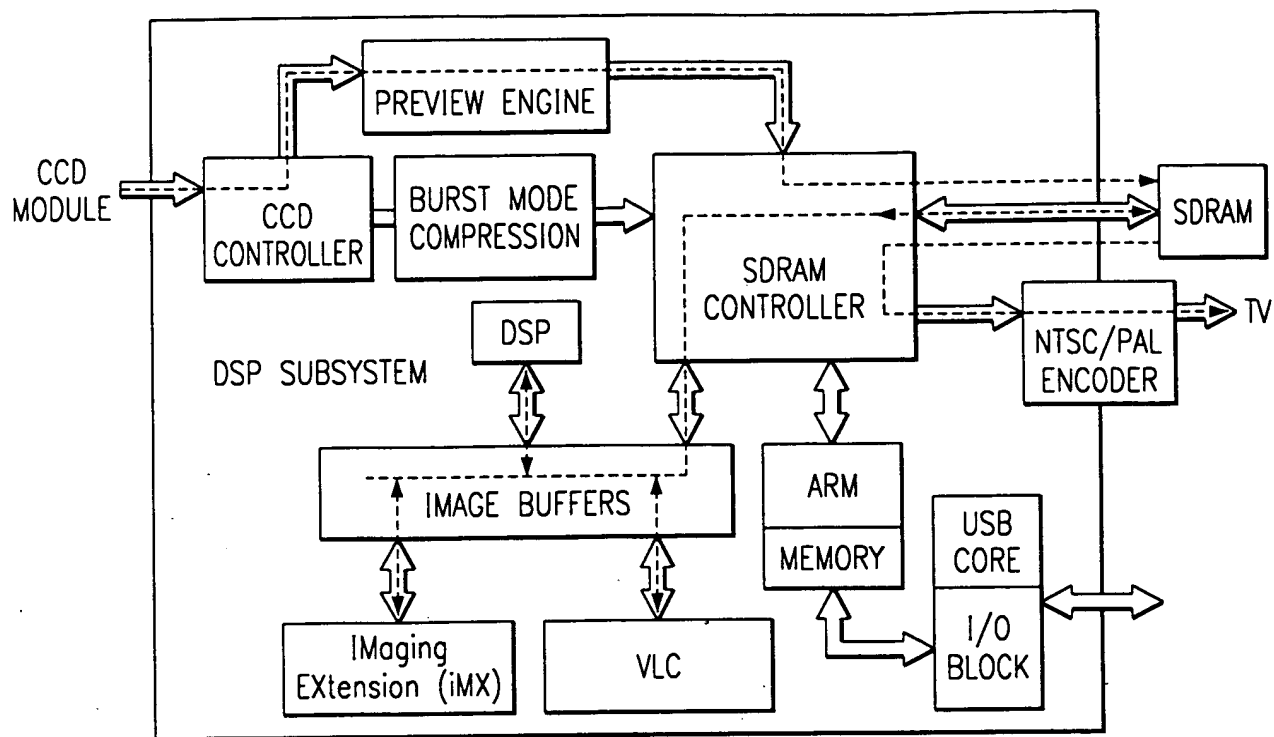 PREVIEW ENGINE
CCD
MODULE
CCD
CONTROLLER
BURST MODE
COMPRESSION
SDRAM
CONTROLLER
SDRAM
TV
NTSC/PAL
ENCODER
DSP
DSP SUBSYSTEM
IMAGE BUFFERS
ARM
MEMORY
USB
CORE
I/O
BLOCK
IMaging
EXtension (iMX)
VLC